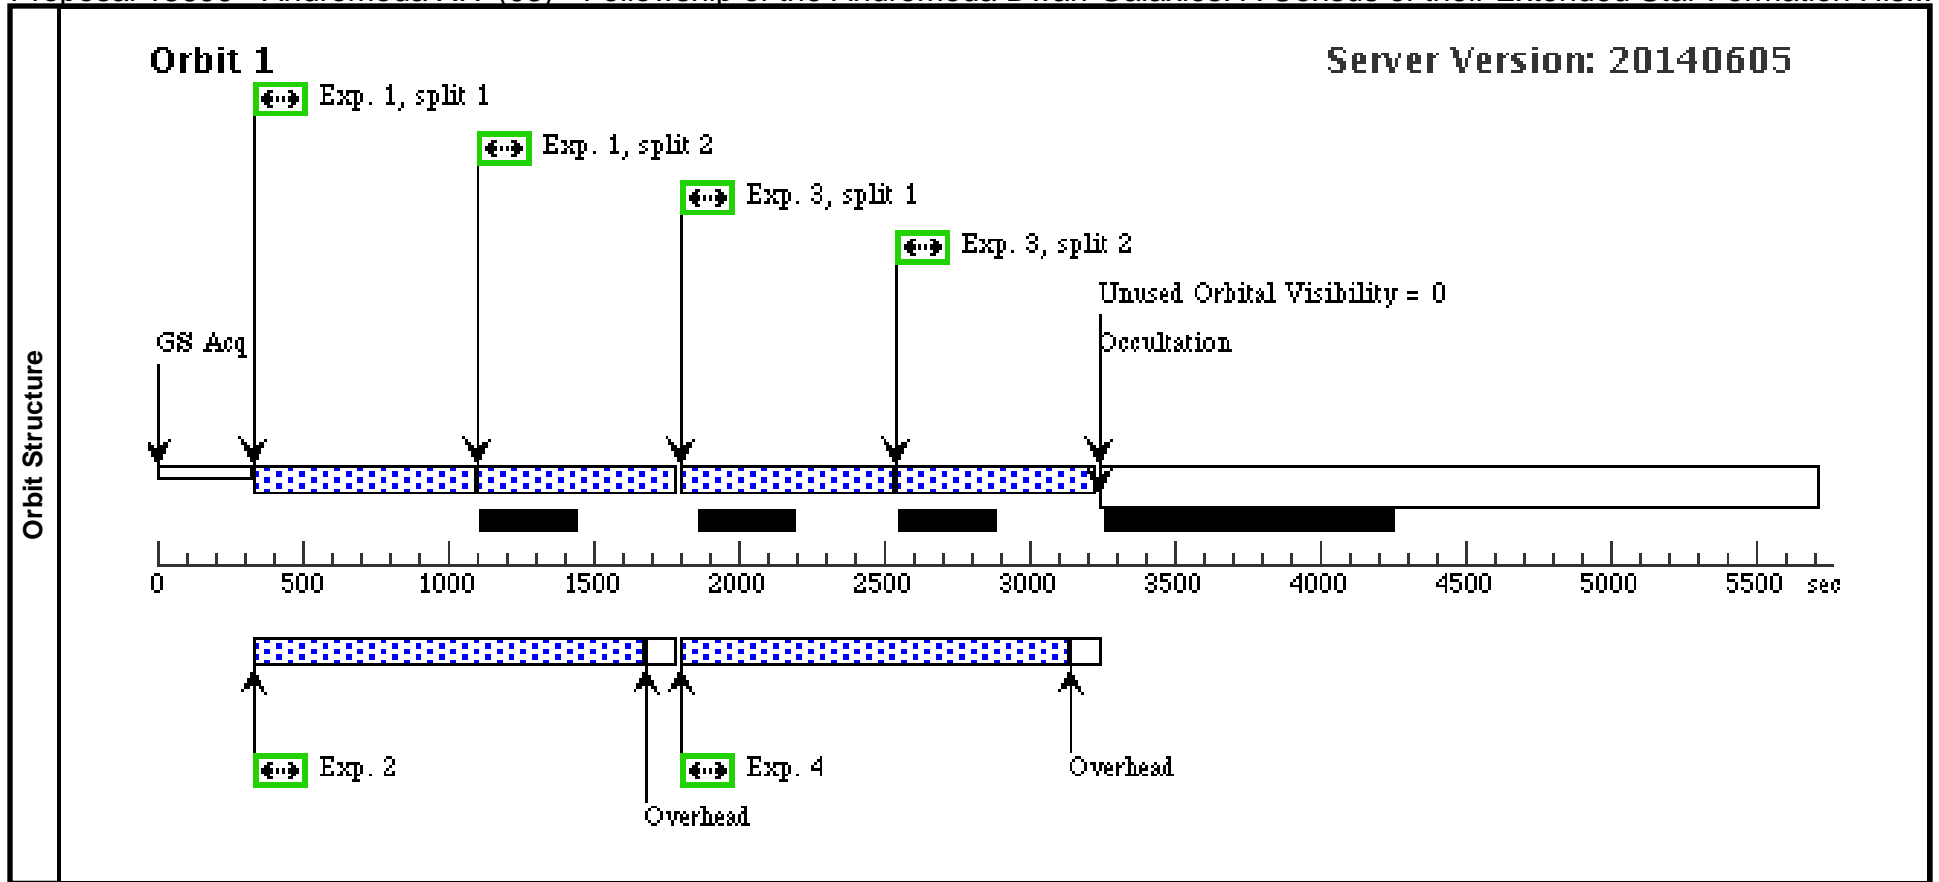 Orbit 1
Server Version: 20140605
Exp. 1, split 1
Exp. 1, split 2
Exp. 3, split 1
Exp. 3, split 2
Unused Orbital Visibility = 0
GS Acq
Occultation
Orbit Structure
0 500 1000 1500 2000 2500 3000 3500 4000 4500 5000 5500 sec
Exp. 2
Exp. 4
Overhead
Overhead